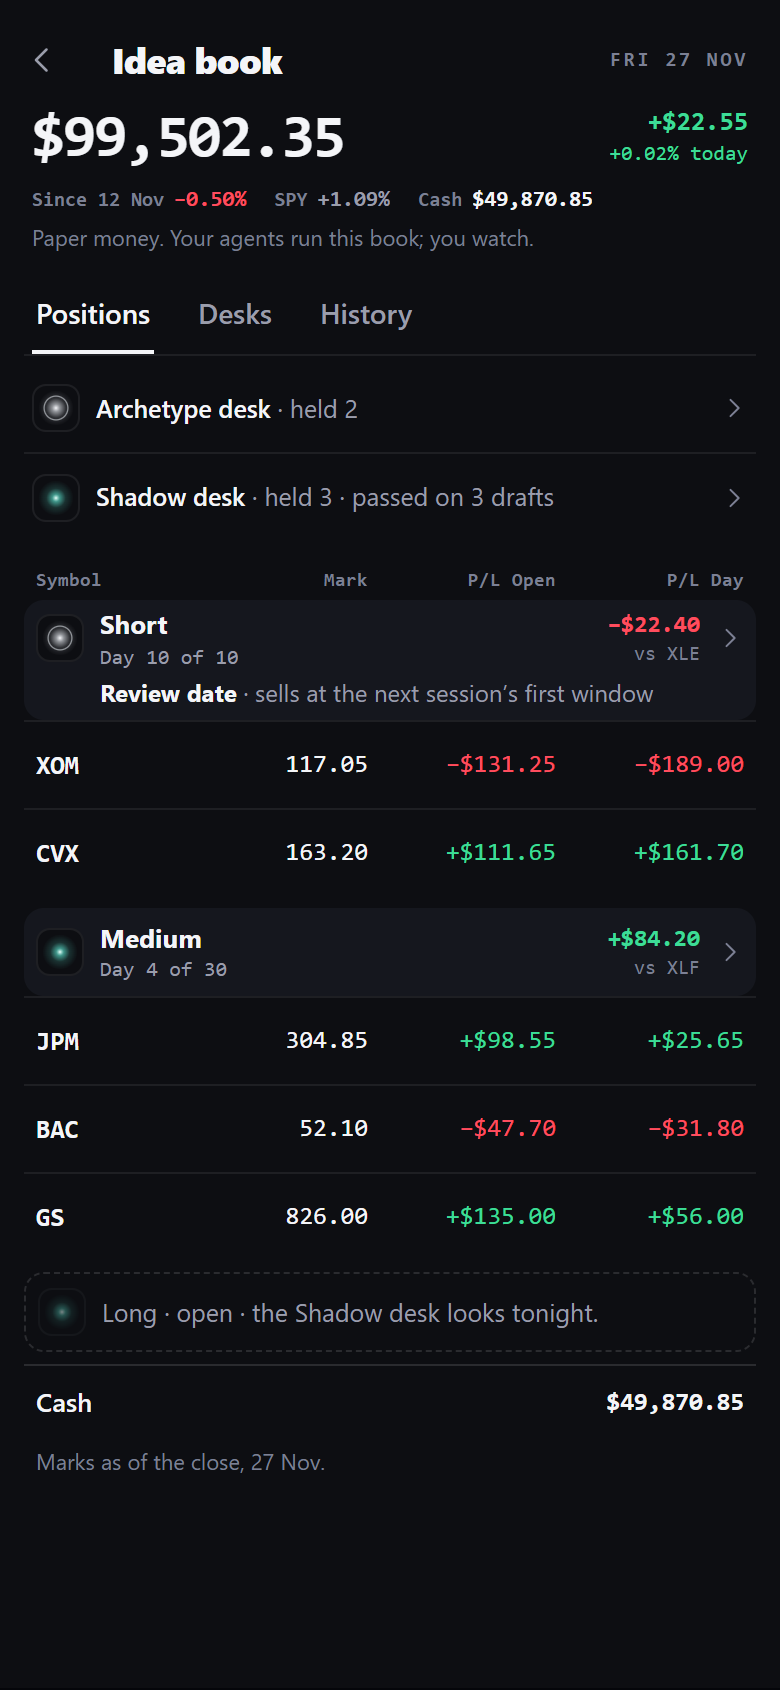 Idea book
FRI 27 NOV
$99,502.35
+$22.55
+0.02% today
Since 12 Nov −0.50% SPY +1.09% Cash $49,870.85
Paper money. Your agents run this book; you watch.
Positions Desks History
Archetype desk · held 2
Shadow desk · held 3 · passed on 3 drafts
Symbol Mark P/L Open P/L Day
Short −$22.40
Day 10 of 10 vs XLE
Review date · sells at the next session’s first window
XOM 117.05 −$131.25 −$189.00
CVX 163.20 +$111.65 +$161.70
Medium +$84.20
Day 4 of 30 vs XLF
JPM 304.85 +$98.55 +$25.65
BAC 52.10 −$47.70 −$31.80
GS 826.00 +$135.00 +$56.00
Long · open · the Shadow desk looks tonight.
Cash $49,870.85
Marks as of the close, 27 Nov.